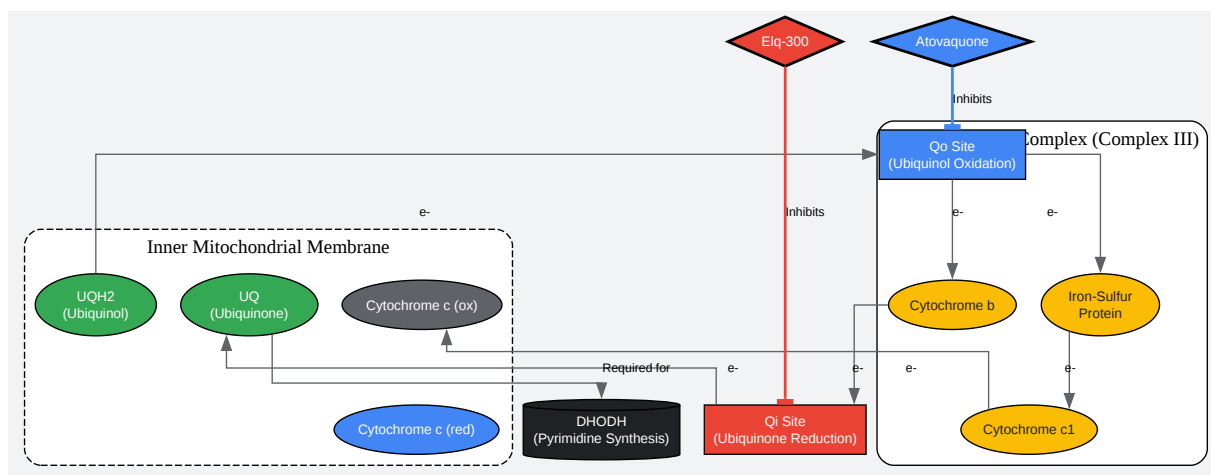 Elq-300
Atovaquone
Inhibits
Complex (Complex III)
Qo Site
(Ubiquinol Oxidation)
e-
Inhibits
e-
e-
Inner Mitochondrial Membrane
UQH2
(Ubiquinol)
UQ
(Ubiquinone)
Cytochrome c (ox)
Cytochrome b
Iron-Sulfur
Protein
Required for
e-
e-
e-
e-
Cytochrome c (red)
DHODH
(Pyrimidine Synthesis)
Qi Site
(Ubiquinone Reduction)
Cytochrome c1